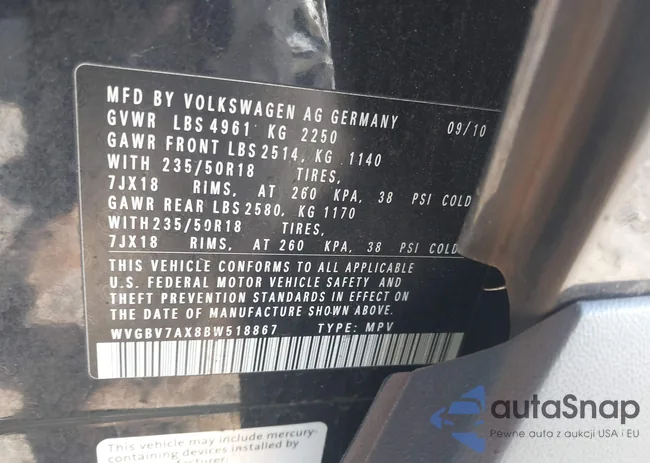 MFD BY VOLKSWAGEN AG GERMANY 09/10
GVWR LBS 4961 KG 2250
GAWR FRONT LBS 2514, KG 1140
WITH 235/50R18 TIRES,
7JX18 RIMS, AT 260 KPA, 38 PSI COLD
GAWR REAR LBS 2580, KG 1170
WITH 235/50R18 TIRES,
7JX18 RIMS, AT 260 KPA, 38 PSI COLD
THIS VEHICLE CONFORMS TO ALL APPLICABLE
U.S. FEDERAL MOTOR VEHICLE SAFETY AND
THEFT PREVENTION STANDARDS IN EFFECT ON
THE DATE OF MANUFACTURE SHOWN ABOVE.
WVGBV7AX8BW518867 TYPE: MPV
This vehicle may include mercury-
containing devices installed by
autaSnap
Pewne auto z aukcji USA i EU